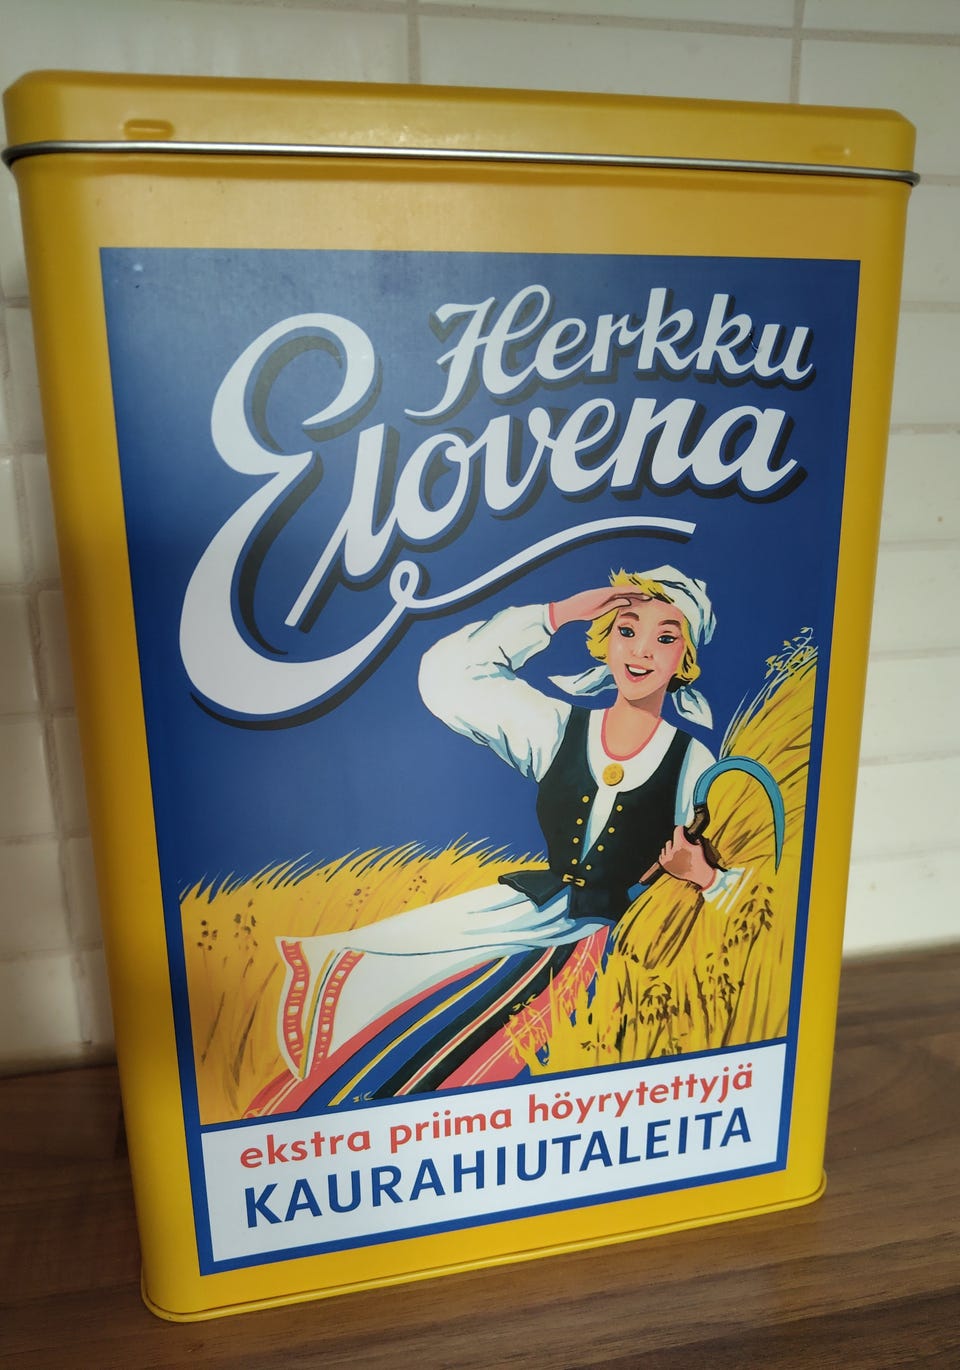 Herkku
Elovena
ekstra priima höyrytettyjä
KAURAHIUTALEITA